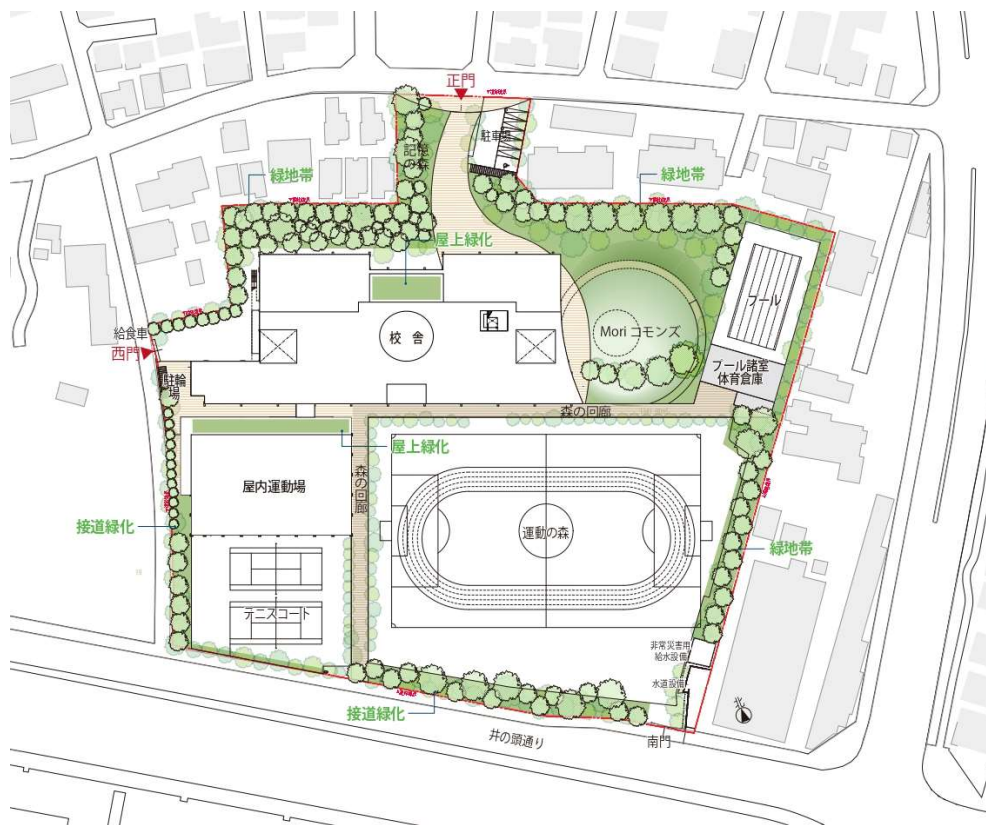 正門
駐車場
記憶の森
緑地帯
緑地帯
屋上緑化
プール
給食車
西門
校 舎
Mori コモンズ
プール諸室
体育倉庫
駐輪場
森の回廊
屋上緑化
森の回廊
屋内運動場
運動の森
接道緑化
緑地帯
テニスコート
非常災害用
給水設備
水道設備
接道緑化
北
井の頭通り
南門